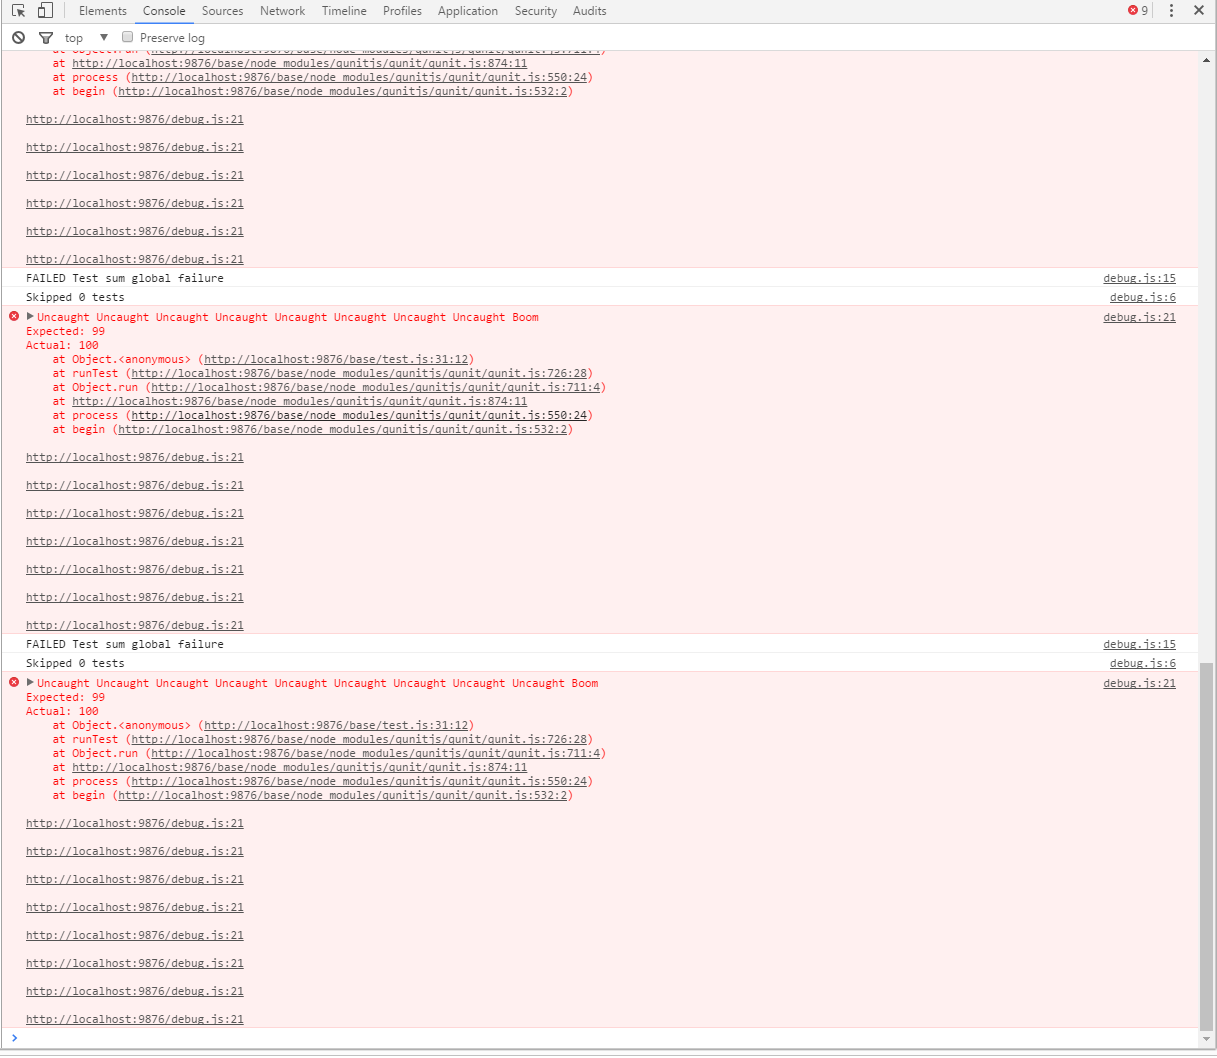 Elements Console Sources Network Timeline Profiles Application Security Audits 9
top Preserve log
at Object.run (http://localhost:9876/base/node_modules/qunitjs/qunit/qunit.js:711:4)
at http://localhost:9876/base/node_modules/qunitjs/qunit/qunit.js:874:11
at process (http://localhost:9876/base/node_modules/qunitjs/qunit/qunit.js:550:24)
at begin (http://localhost:9876/base/node_modules/qunitjs/qunit/qunit.js:532:2)
http://localhost:9876/debug.js:21
http://localhost:9876/debug.js:21
http://localhost:9876/debug.js:21
http://localhost:9876/debug.js:21
http://localhost:9876/debug.js:21
http://localhost:9876/debug.js:21
FAILED Test sum global failure debug.js:15
Skipped 0 tests debug.js:6
Uncaught Uncaught Uncaught Uncaught Uncaught Uncaught Uncaught Uncaught Boom debug.js:21
Expected: 99
Actual: 100
at Object.<anonymous> (http://localhost:9876/base/test.js:31:12)
at runTest (http://localhost:9876/base/node_modules/qunitjs/qunit/qunit.js:726:28)
at Object.run (http://localhost:9876/base/node_modules/qunitjs/qunit/qunit.js:711:4)
at http://localhost:9876/base/node_modules/qunitjs/qunit/qunit.js:874:11
at process (http://localhost:9876/base/node_modules/qunitjs/qunit/qunit.js:550:24)
at begin (http://localhost:9876/base/node_modules/qunitjs/qunit/qunit.js:532:2)
http://localhost:9876/debug.js:21
http://localhost:9876/debug.js:21
http://localhost:9876/debug.js:21
http://localhost:9876/debug.js:21
http://localhost:9876/debug.js:21
http://localhost:9876/debug.js:21
http://localhost:9876/debug.js:21
FAILED Test sum global failure debug.js:15
Skipped 0 tests debug.js:6
Uncaught Uncaught Uncaught Uncaught Uncaught Uncaught Uncaught Uncaught Uncaught Boom debug.js:21
Expected: 99
Actual: 100
at Object.<anonymous> (http://localhost:9876/base/test.js:31:12)
at runTest (http://localhost:9876/base/node_modules/qunitjs/qunit/qunit.js:726:28)
at Object.run (http://localhost:9876/base/node_modules/qunitjs/qunit/qunit.js:711:4)
at http://localhost:9876/base/node_modules/qunitjs/qunit/qunit.js:874:11
at process (http://localhost:9876/base/node_modules/qunitjs/qunit/qunit.js:550:24)
at begin (http://localhost:9876/base/node_modules/qunitjs/qunit/qunit.js:532:2)
http://localhost:9876/debug.js:21
http://localhost:9876/debug.js:21
http://localhost:9876/debug.js:21
http://localhost:9876/debug.js:21
http://localhost:9876/debug.js:21
http://localhost:9876/debug.js:21
http://localhost:9876/debug.js:21
http://localhost:9876/debug.js:21